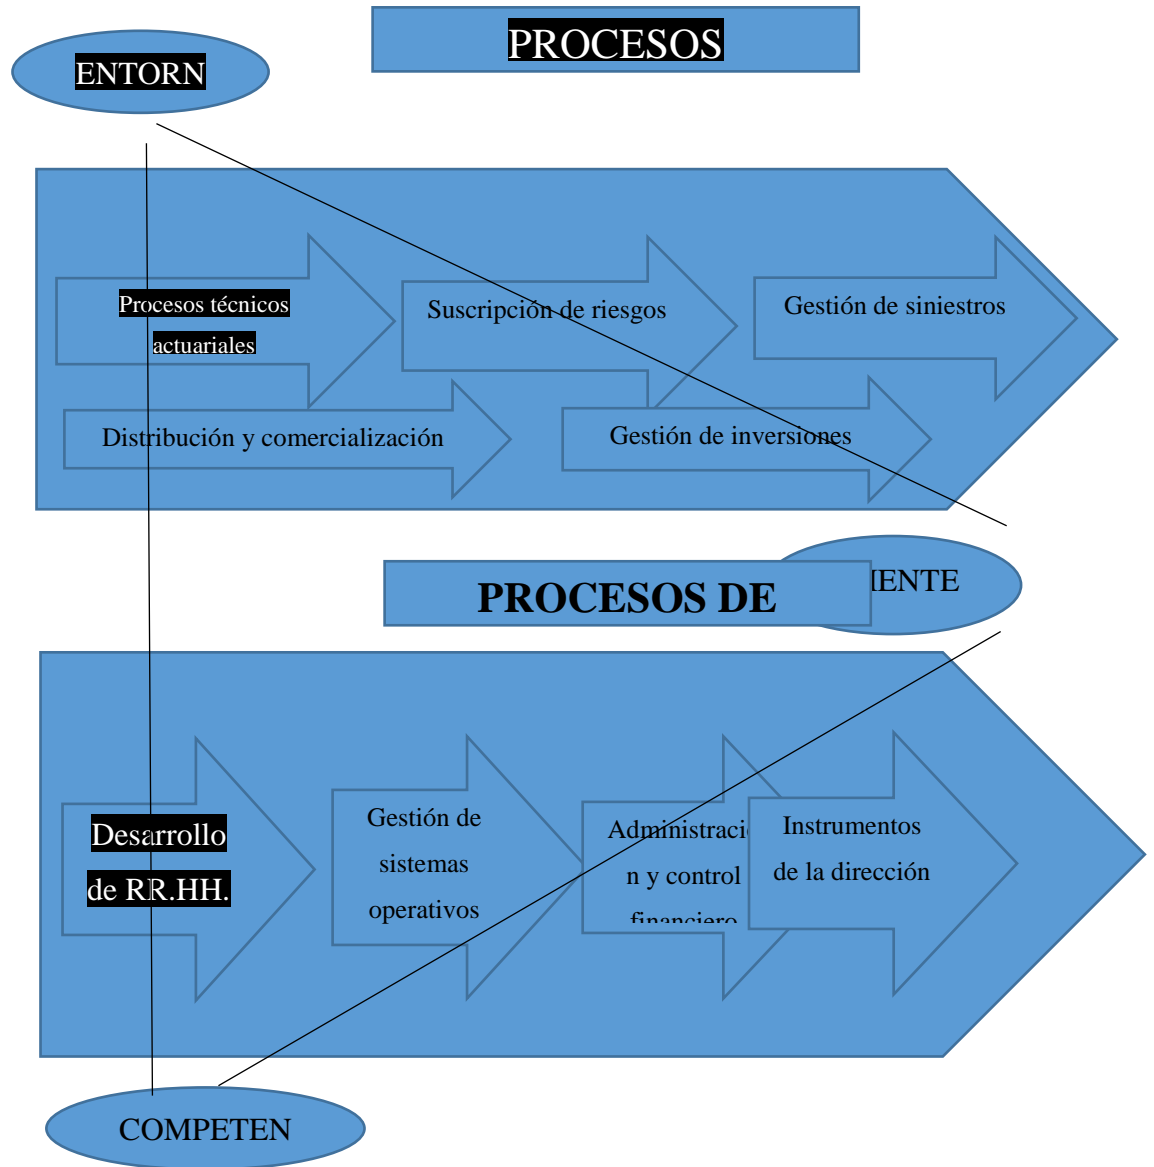 PROCESOS
ENTORN
Procesos técnicos
actuariales
Suscripción de riesgos
Gestión de siniestros
Distribución y comercialización
Gestión de inversiones
IENTE
PROCESOS DE
Desarrollo
de RR.HH.
Gestión de
sistemas
operativos
Administraci
n y control
financiero
Instrumentos
de la dirección
COMPETEN